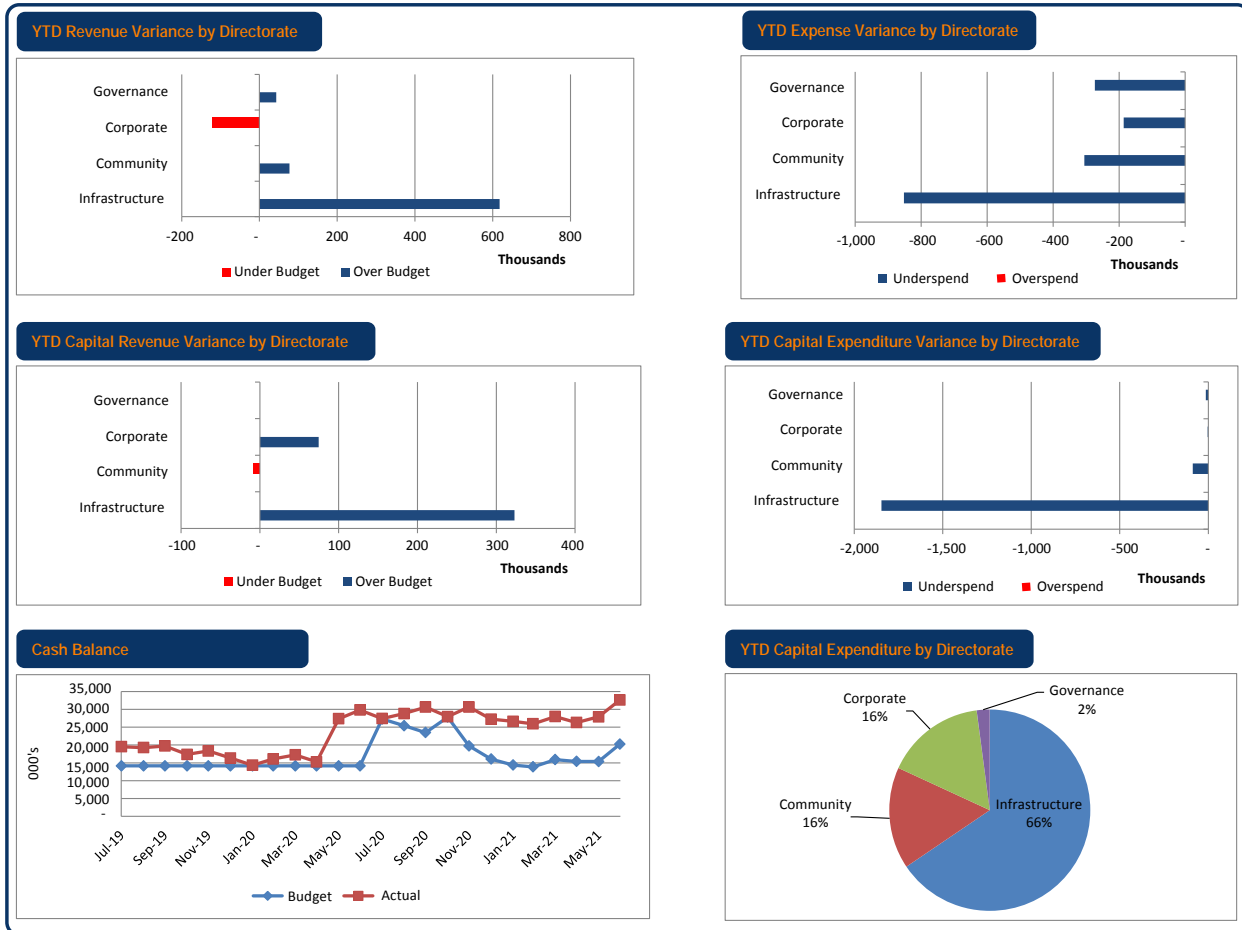 YTD Revenue Variance by Directorate
Governance
Corporate
Community
Infrastructure
-200 - 200 400 600 800
Thousands
Under Budget Over Budget
YTD Expense Variance by Directorate
Governance
Corporate
Community
Infrastructure
-1,000 -800 -600 -400 -200 -
Thousands
Underspend Overspend
YTD Capital Revenue Variance by Directorate
Governance
Corporate
Community
Infrastructure
-100 - 100 200 300 400
Thousands
Under Budget Over Budget
YTD Capital Expenditure Variance by Directorate
Governance
Corporate
Community
Infrastructure
-2,000 -1,500 -1,000 -500 -
Thousands
Underspend Overspend
Cash Balance
000's
35,000
30,000
25,000
20,000
15,000
10,000
5,000
-
Jul-19 Sep-19 Nov-19 Jan-20 Mar-20 May-20 Jul-20 Sep-20 Nov-20 Jan-21 Mar-21 May-21
Budget Actual
YTD Capital Expenditure by Directorate
Governance
2%
Corporate
16%
Community
16%
Infrastructure
66%